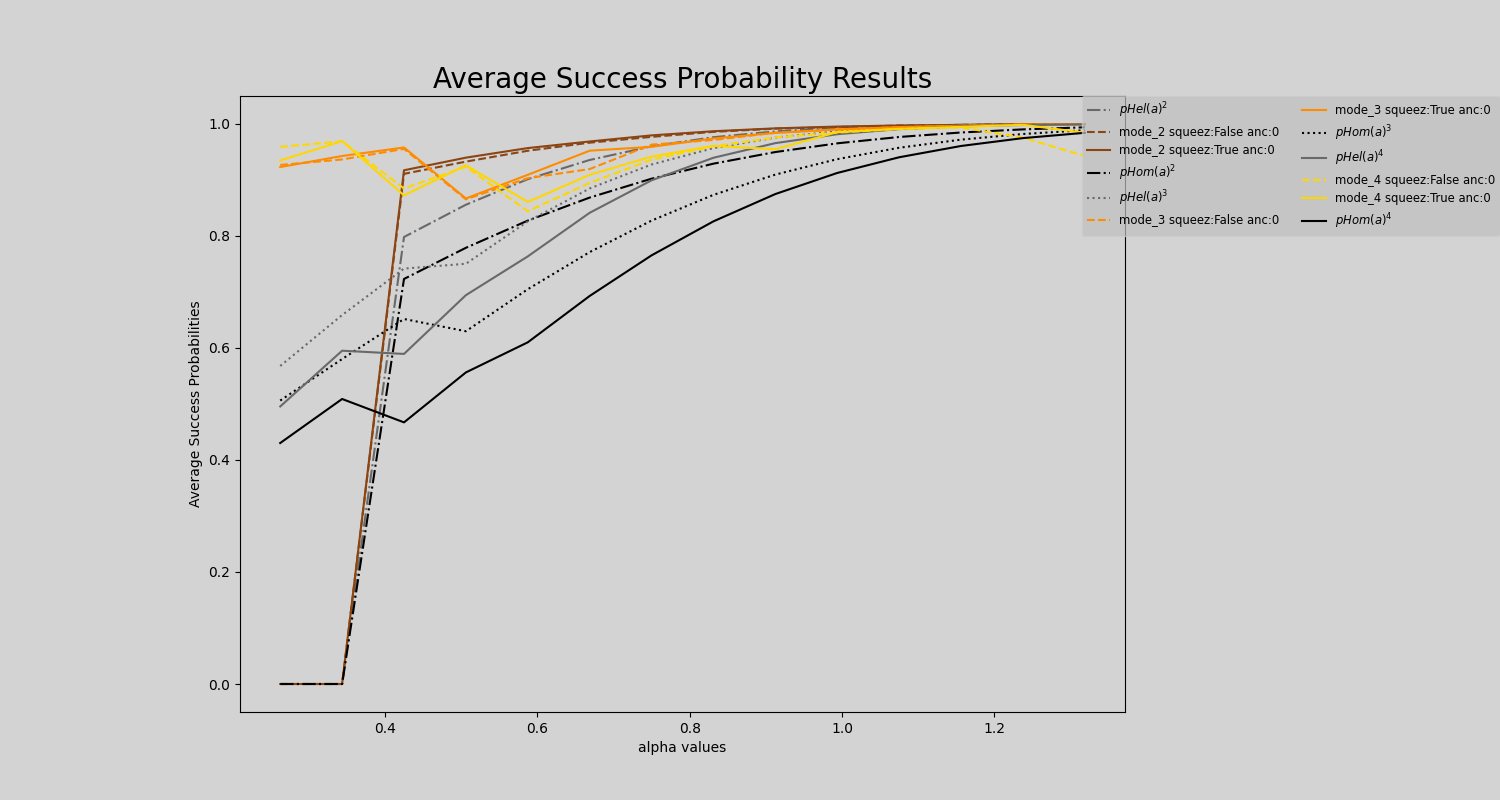 Average Success Probability Results
1.0
0.8
0.6
0.4
0.2
0.0
Average Success Probabilities
0.4 0.6 0.8 1.0 1.2
alpha values
pHel(a)²
mode_2 squeez:False anc:0
mode_2 squeez:True anc:0
pHom(a)²
pHel(a)³
mode_3 squeez:False anc:0
mode_3 squeez:True anc:0
pHom(a)³
pHel(a)⁴
mode_4 squeez:False anc:0
mode_4 squeez:True anc:0
pHom(a)⁴